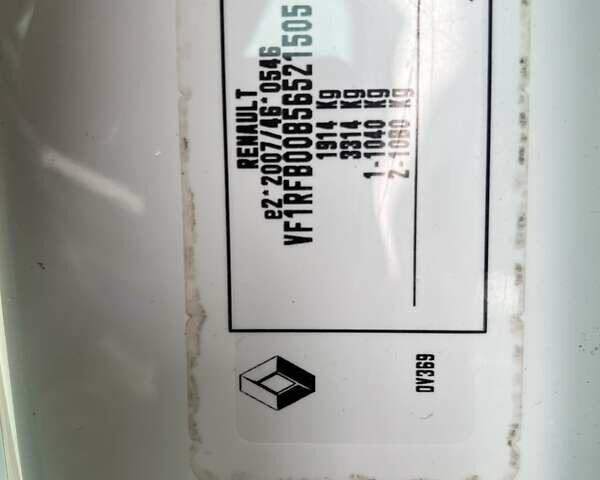 RENAULT
e2*2007/46*0546
VF1RFB00856521505
1914 Kg
3314 Kg
1-1040 Kg
2-1080 Kg
DV369